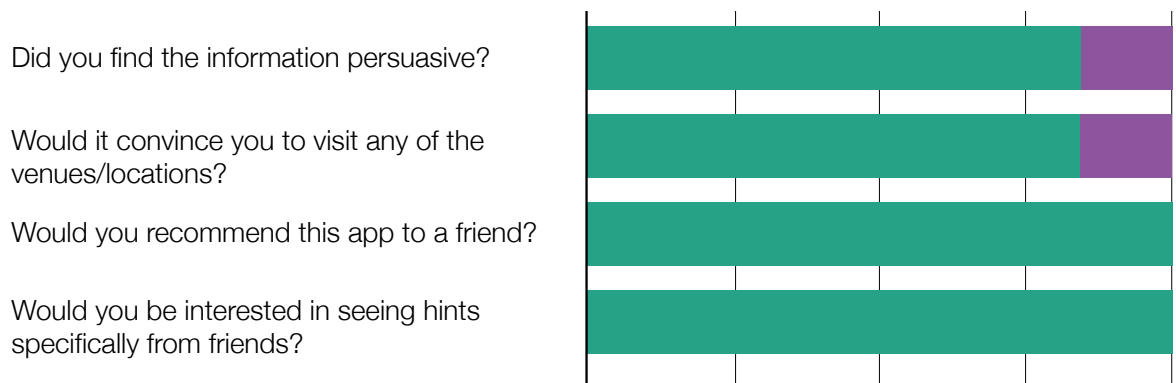 Did you find the information persuasive?
Would it convince you to visit any of the
venues/locations?
Would you recommend this app to a friend?
Would you be interested in seeing hints
specifically from friends?